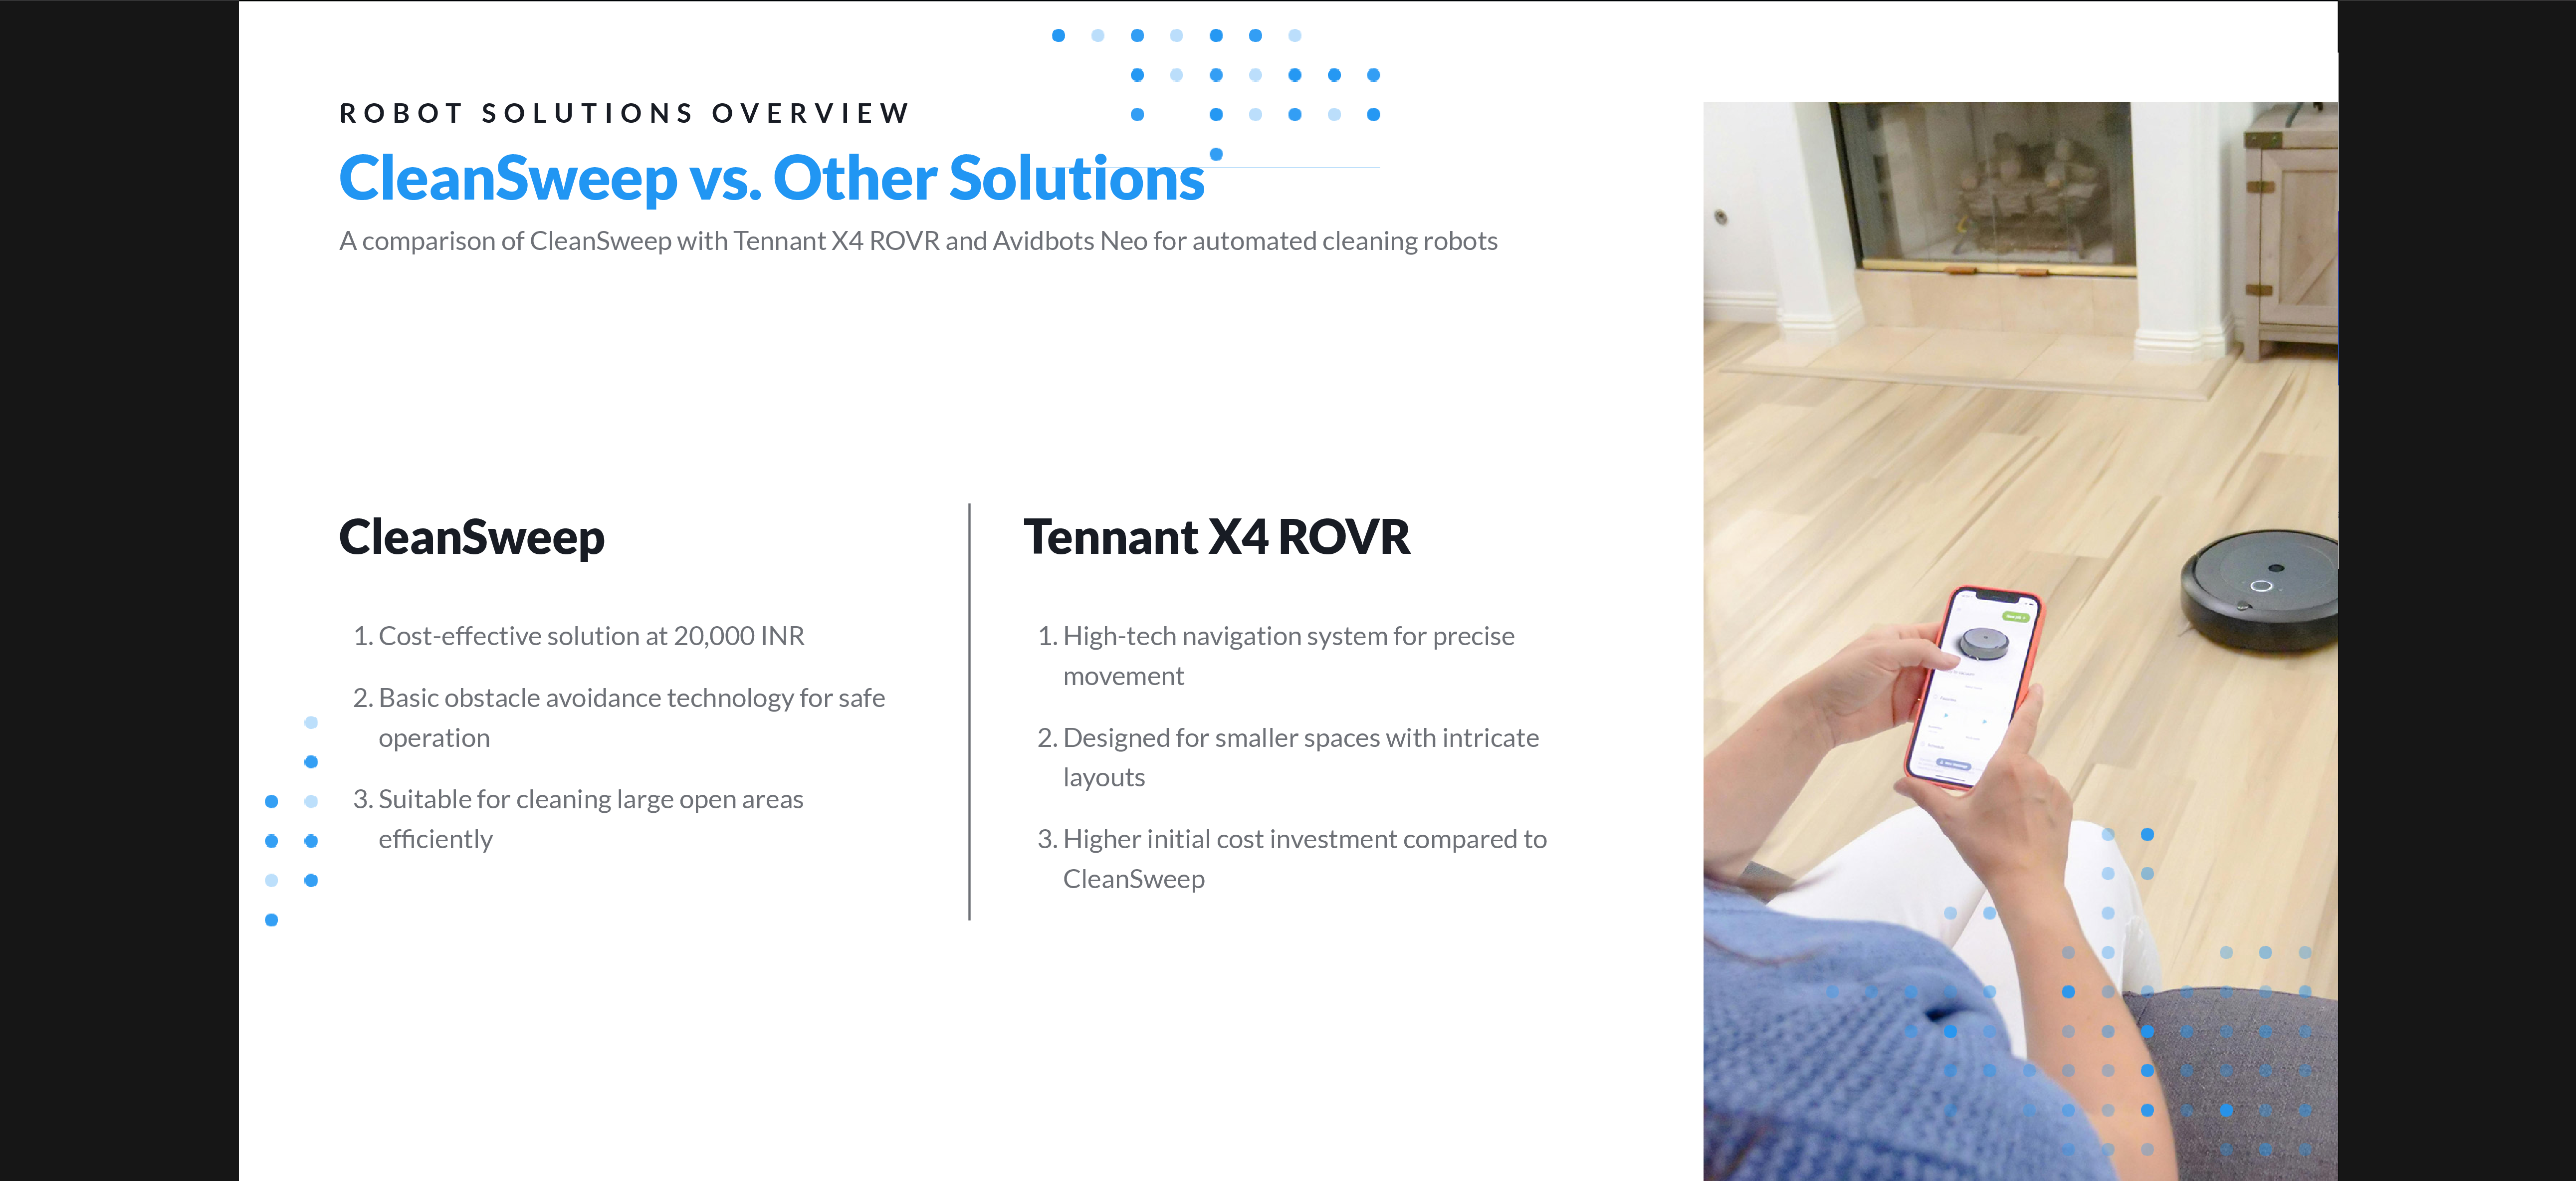 ROBOT SOLUTIONS OVERVIEW
CleanSweep vs. Other Solutions
A comparison of CleanSweep with Tennant X4 ROVR and Avidbots Neo for automated cleaning robots
CleanSweep
1. Cost-effective solution at 20,000 INR
2. Basic obstacle avoidance technology for safe
operation
3. Suitable for cleaning large open areas
efficiently
Tennant X4 ROVR
1. High-tech navigation system for precise
movement
2. Designed for smaller spaces with intricate
layouts
3. Higher initial cost investment compared to
CleanSweep